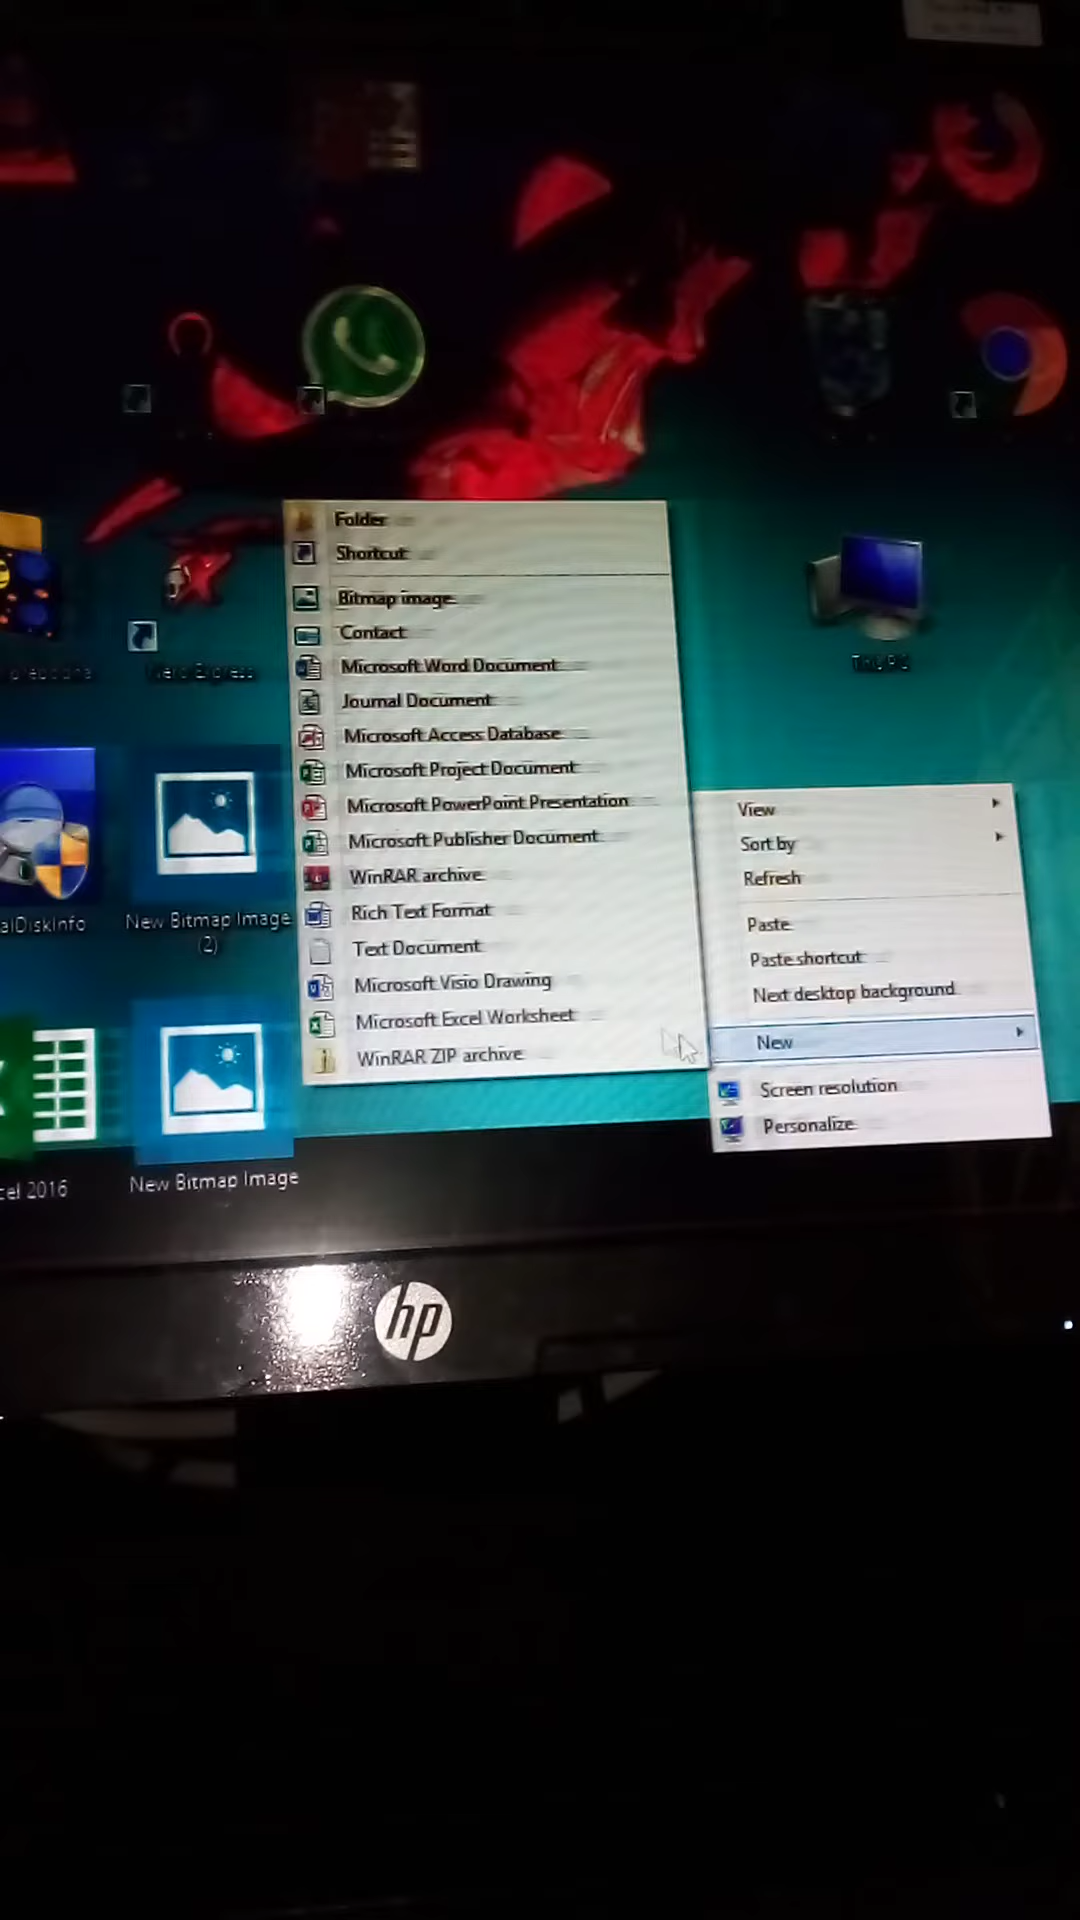 Folder
Shortcut
Bitmap image
Contact
Microsoft Word Document
Journal Document
Microsoft Access Database
Microsoft Project Document
Microsoft PowerPoint Presentation
Microsoft Publisher Document
WinRAR archive
Rich Text Format
Text Document
Microsoft Visio Drawing
Microsoft Excel Worksheet
WinRAR ZIP archive
View
Sort by
Refresh
Paste
Paste shortcut
Next desktop background
New
Screen resolution
Personalize
Nero Express
This PC
alDiskInfo
New Bitmap Image
(2)
cel 2016
New Bitmap Image
hp